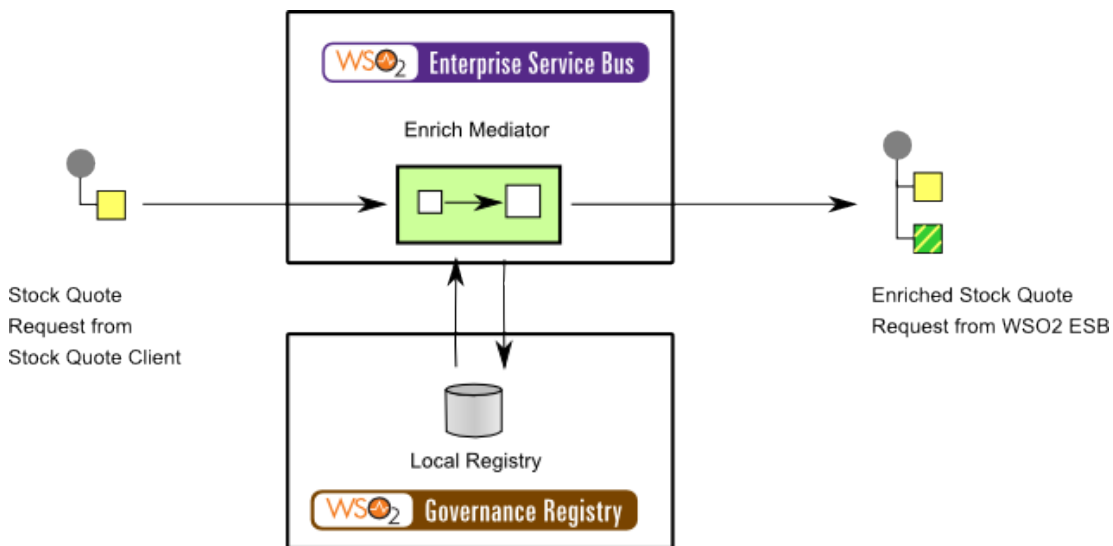 WSO2 Enterprise Service Bus
Enrich Mediator
Stock Quote
Request from
Stock Quote Client
Enriched Stock Quote
Request from WSO2 ESB
Local Registry
WSO2 Governance Registry